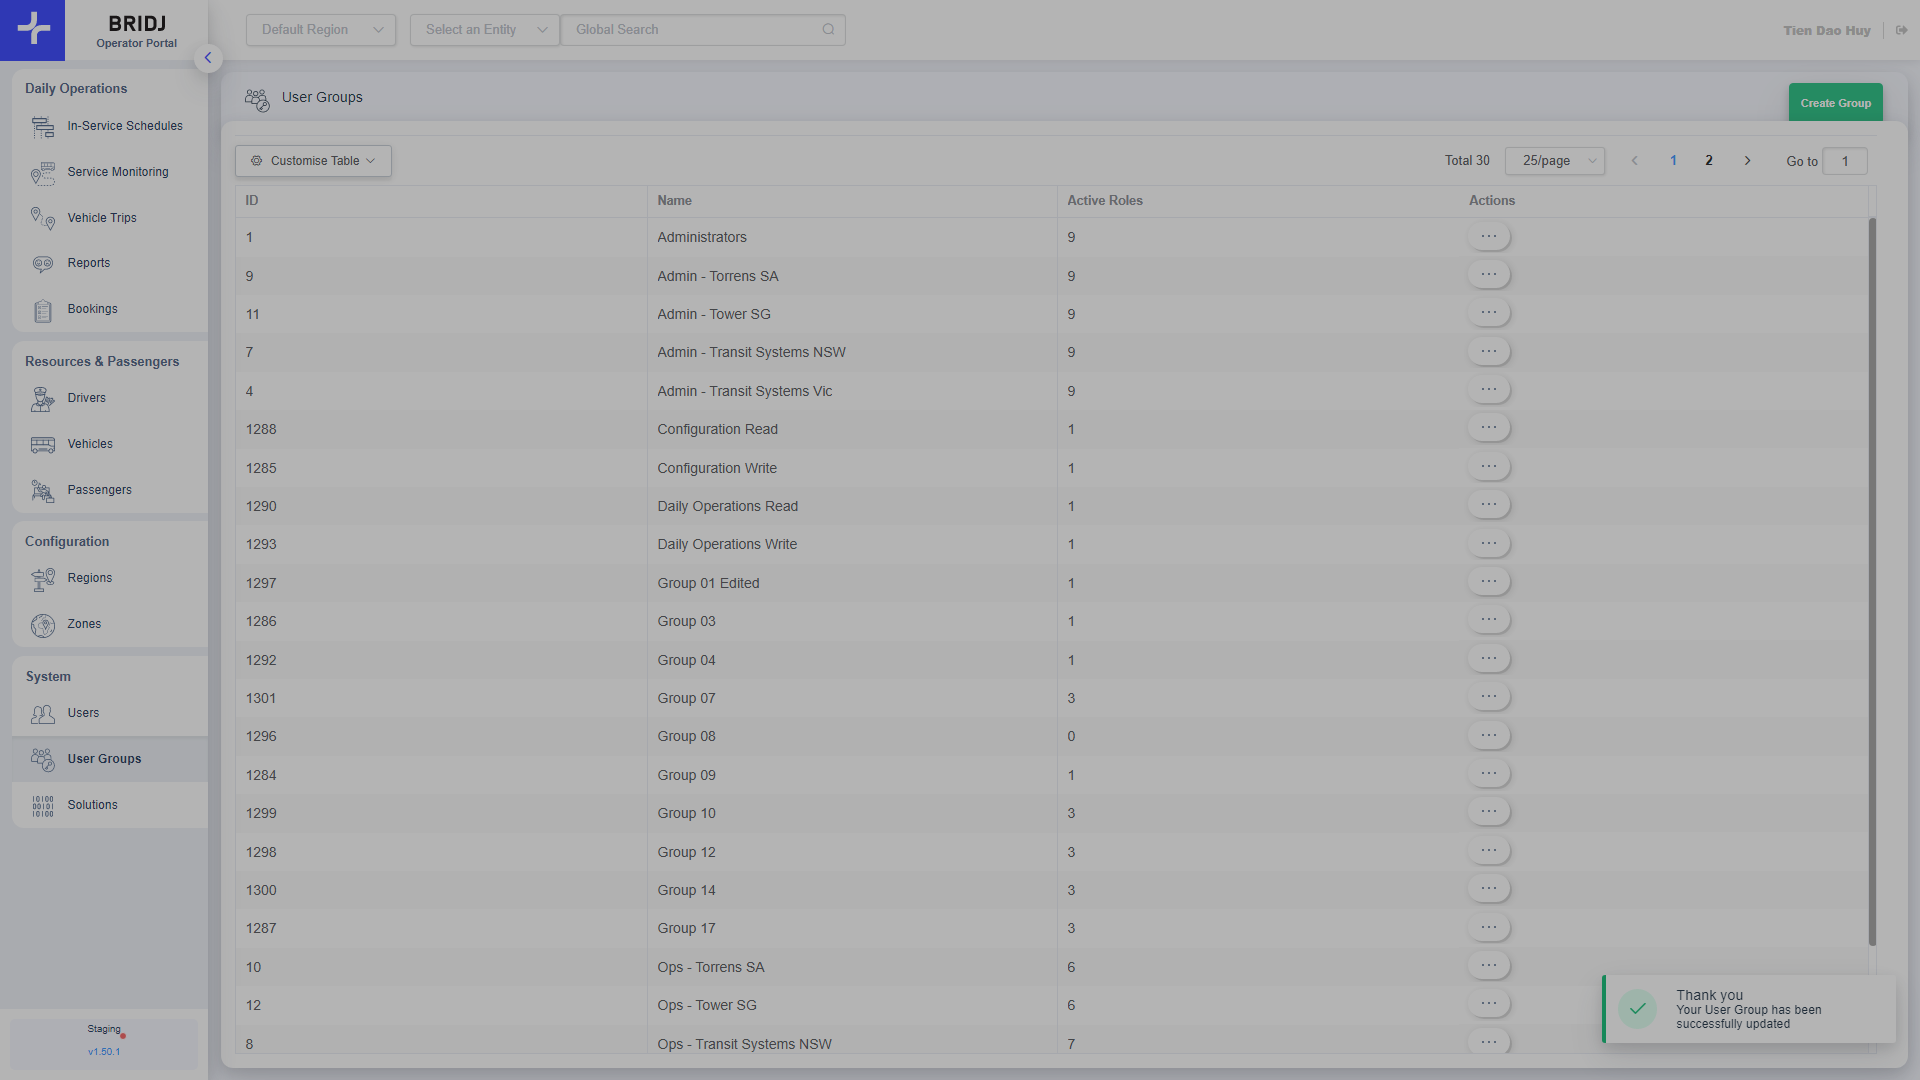 BRIDJ
Operator Portal
Default Region
Select an Entity
Global Search
Tien Dao Huy
Daily Operations
In-Service Schedules
Service Monitoring
Vehicle Trips
Reports
Bookings
Resources & Passengers
Drivers
Vehicles
Passengers
Configuration
Regions
Zones
System
Users
User Groups
Solutions
Staging
v1.50.1
User Groups
Create Group
Customise Table
Total 30 25/page 1 2 Go to 1
ID Name Active Roles Actions
1 Administrators 9
9 Admin - Torrens SA 9
11 Admin - Tower SG 9
7 Admin - Transit Systems NSW 9
4 Admin - Transit Systems Vic 9
1288 Configuration Read 1
1285 Configuration Write 1
1290 Daily Operations Read 1
1293 Daily Operations Write 1
1297 Group 01 Edited 1
1286 Group 03 1
1292 Group 04 1
1301 Group 07 3
1296 Group 08 0
1284 Group 09 1
1299 Group 10 3
1298 Group 12 3
1300 Group 14 3
1287 Group 17 3
10 Ops - Torrens SA 6
12 Ops - Tower SG 6
8 Ops - Transit Systems NSW 7
Thank you
Your User Group has been
successfully updated